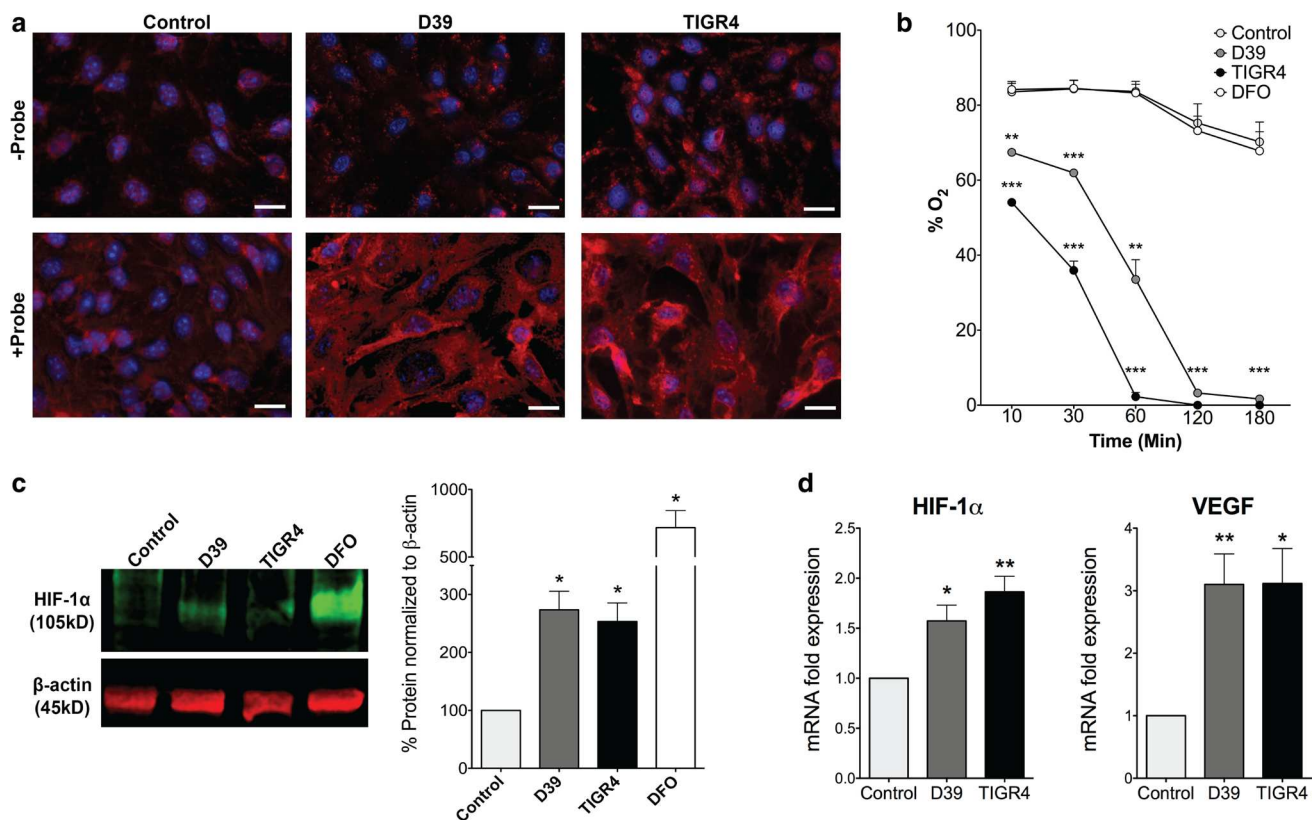 a
Control
D39
TIGR4
-Probe
+Probe
b
100
80
60
40
20
0
% O2
Control
D39
TIGR4
DFO
**
***
***
***
**
***
***
***
10 30 60 120 180
Time (Min)
c
Control
D39
TIGR4
DFO
HIF-1α
(105kD)
β-actin
(45kD)
% Protein normalized to β-actin
1000
500
300
200
100
0
*
*
*
Control
D39
TIGR4
DFO
d
HIF-1α
mRNA fold expression
2.5
2.0
1.5
1.0
0.5
0.0
*
**
Control D39 TIGR4
VEGF
mRNA fold expression
4
3
2
1
0
**
*
Control D39 TIGR4